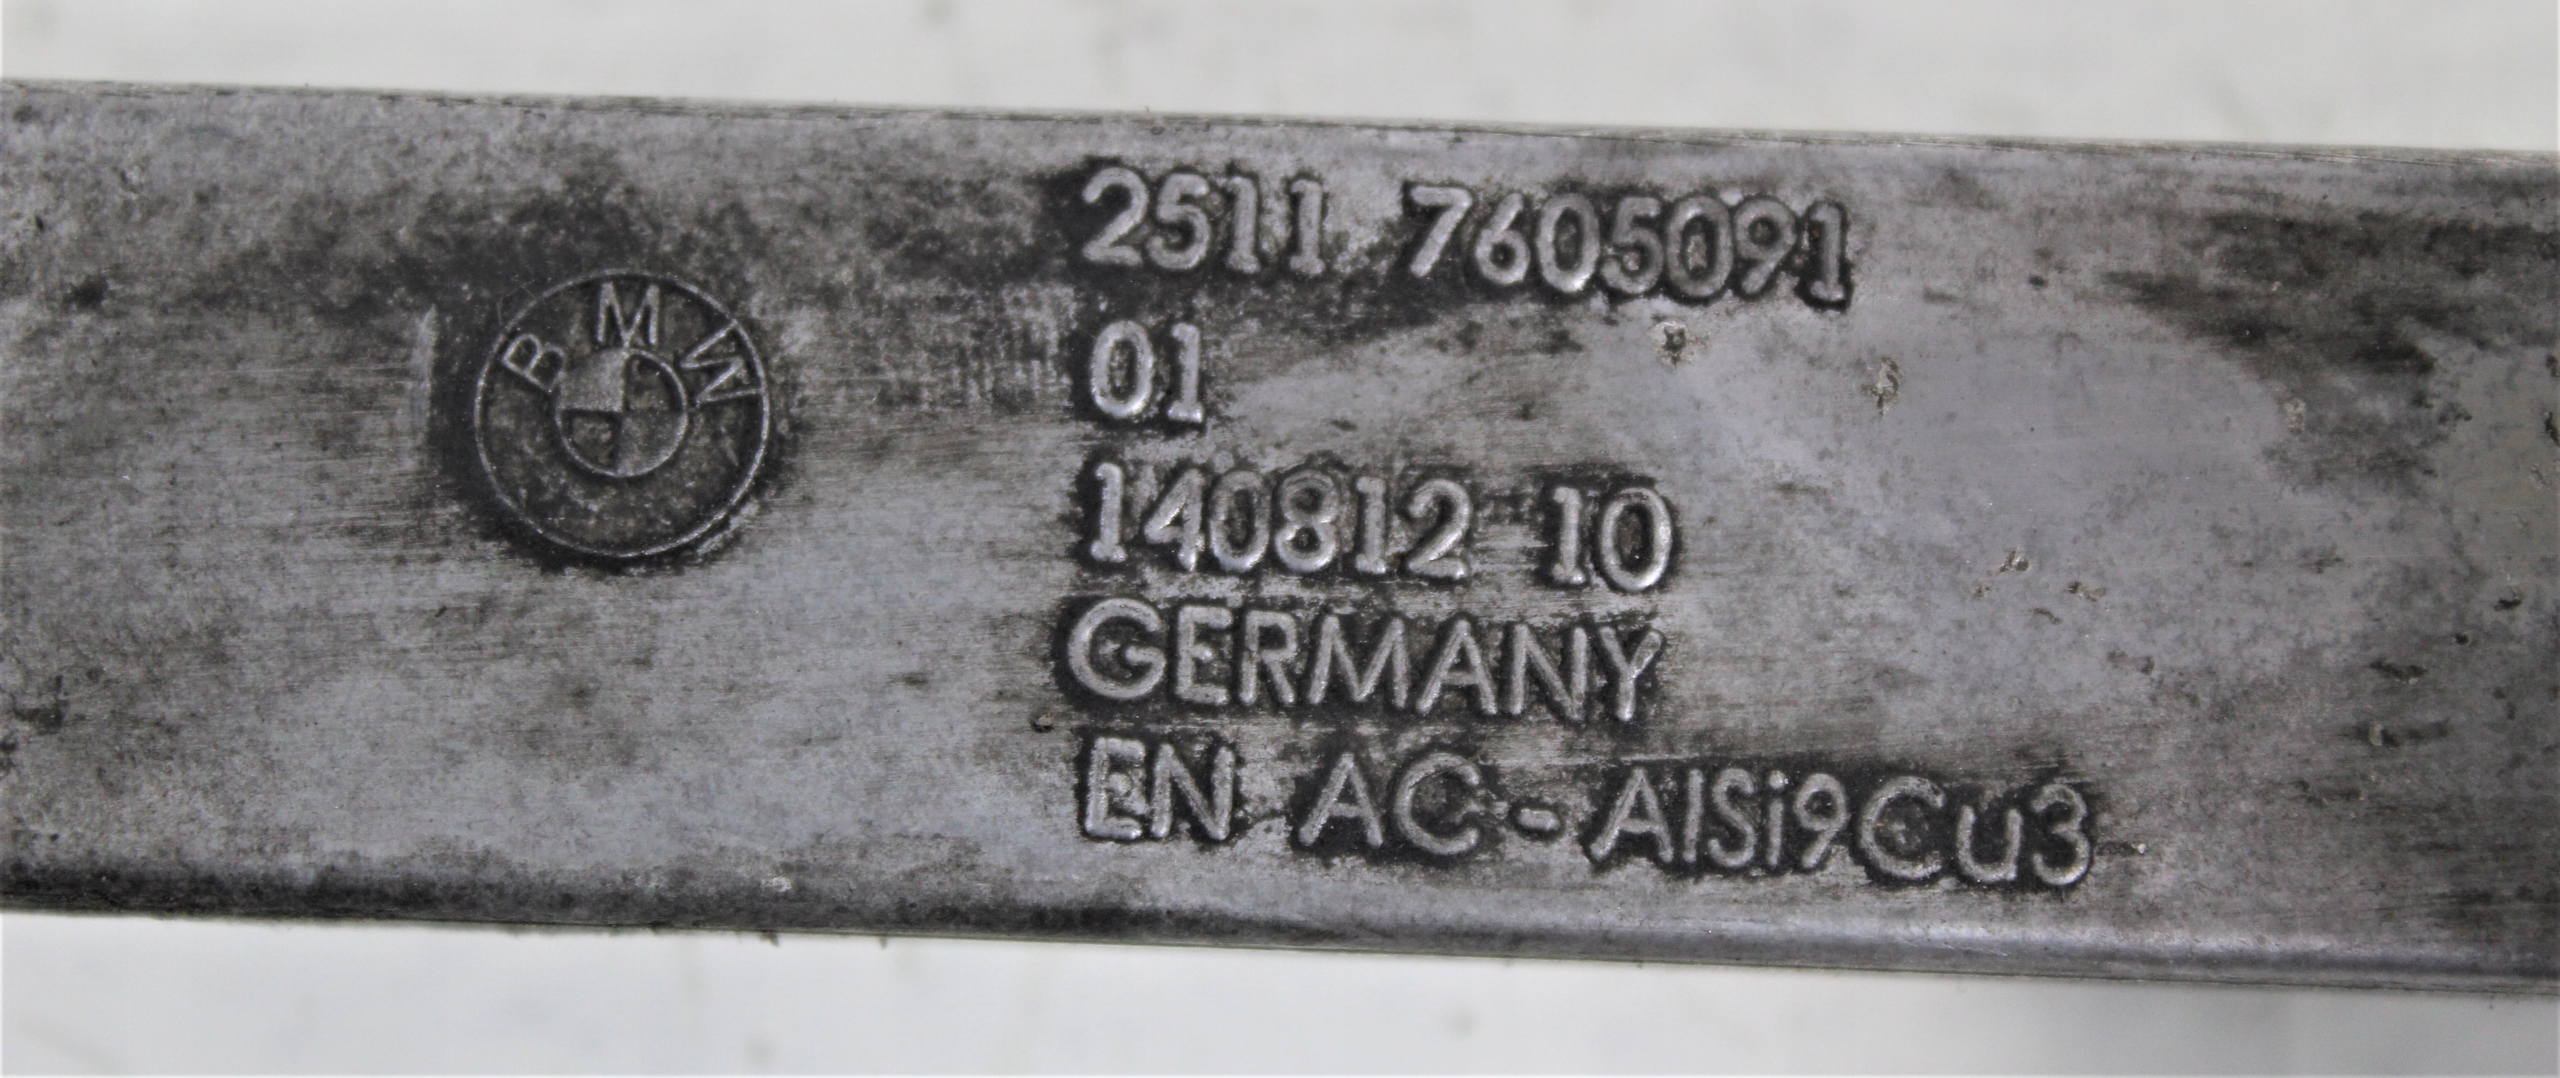 BMW
2511 7605091
01
140812 10
GERMANY
EN AC - AlSi9Cu3